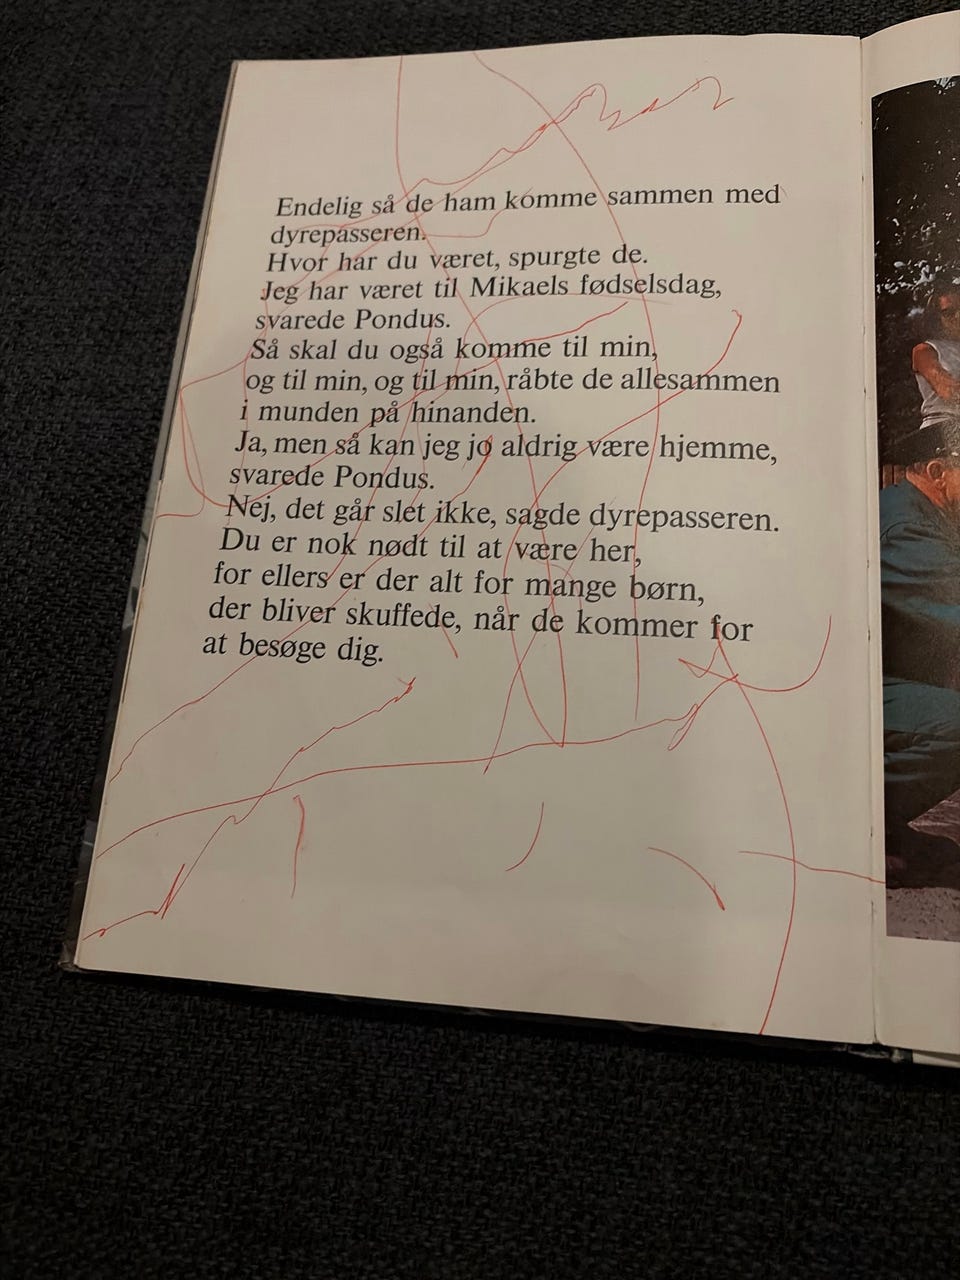 Endelig så de ham komme sammen med
dyrepasseren.
Hvor har du været, spurgte de.
Jeg har været til Mikaels fødselsdag,
svarede Pondus.
Så skal du også komme til min,
og til min, og til min, råbte de allesammen
i munden på hinanden.
Ja, men så kan jeg jo aldrig være hjemme,
svarede Pondus.
Nej, det går slet ikke, sagde dyrepasseren.
Du er nok nødt til at være her,
for ellers er der alt for mange børn,
der bliver skuffede, når de kommer for
at besøge dig.